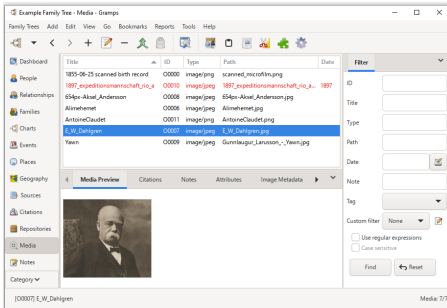 Example Family Tree - Media - Gramps
Family Trees Add Edit View Go Bookmarks Reports Tools Help
Dashboard
People
Relationships
Families
Charts
Events
Places
Geography
Sources
Citations
Repositories
Media
Notes
Category
Title ID Type Path Date
1855-06-25 scanned birth record O0000 image/png scanned_microfilm.png
1897_expeditionsmannschaft_rio_a O0010 image/jpeg 1897_expeditionsmannschaft_rio_a... 1897
654px-Aksel_Andersson O0008 image/jpeg 654px-Aksel_Andersson.jpg
Alimehemet O0006 image/jpeg Alimehemet.jpg
AntoineClaudet O0011 image/png AntoineClaudet.png
E_W_Dahlgren O0007 image/jpeg E_W_Dahlgren.jpg
Yawn O0009 image/jpeg Gunnlaugur_Larusson_-_Yawn.jpg
Media Preview Citations Notes Attributes Image Metadata
Filter
ID
Title
Type
Path
Date
Note
Tag
Custom filter None
Use regular expressions
Case sensitive
Find Reset
[O0007] E_W_Dahlgren
Media: 7/7